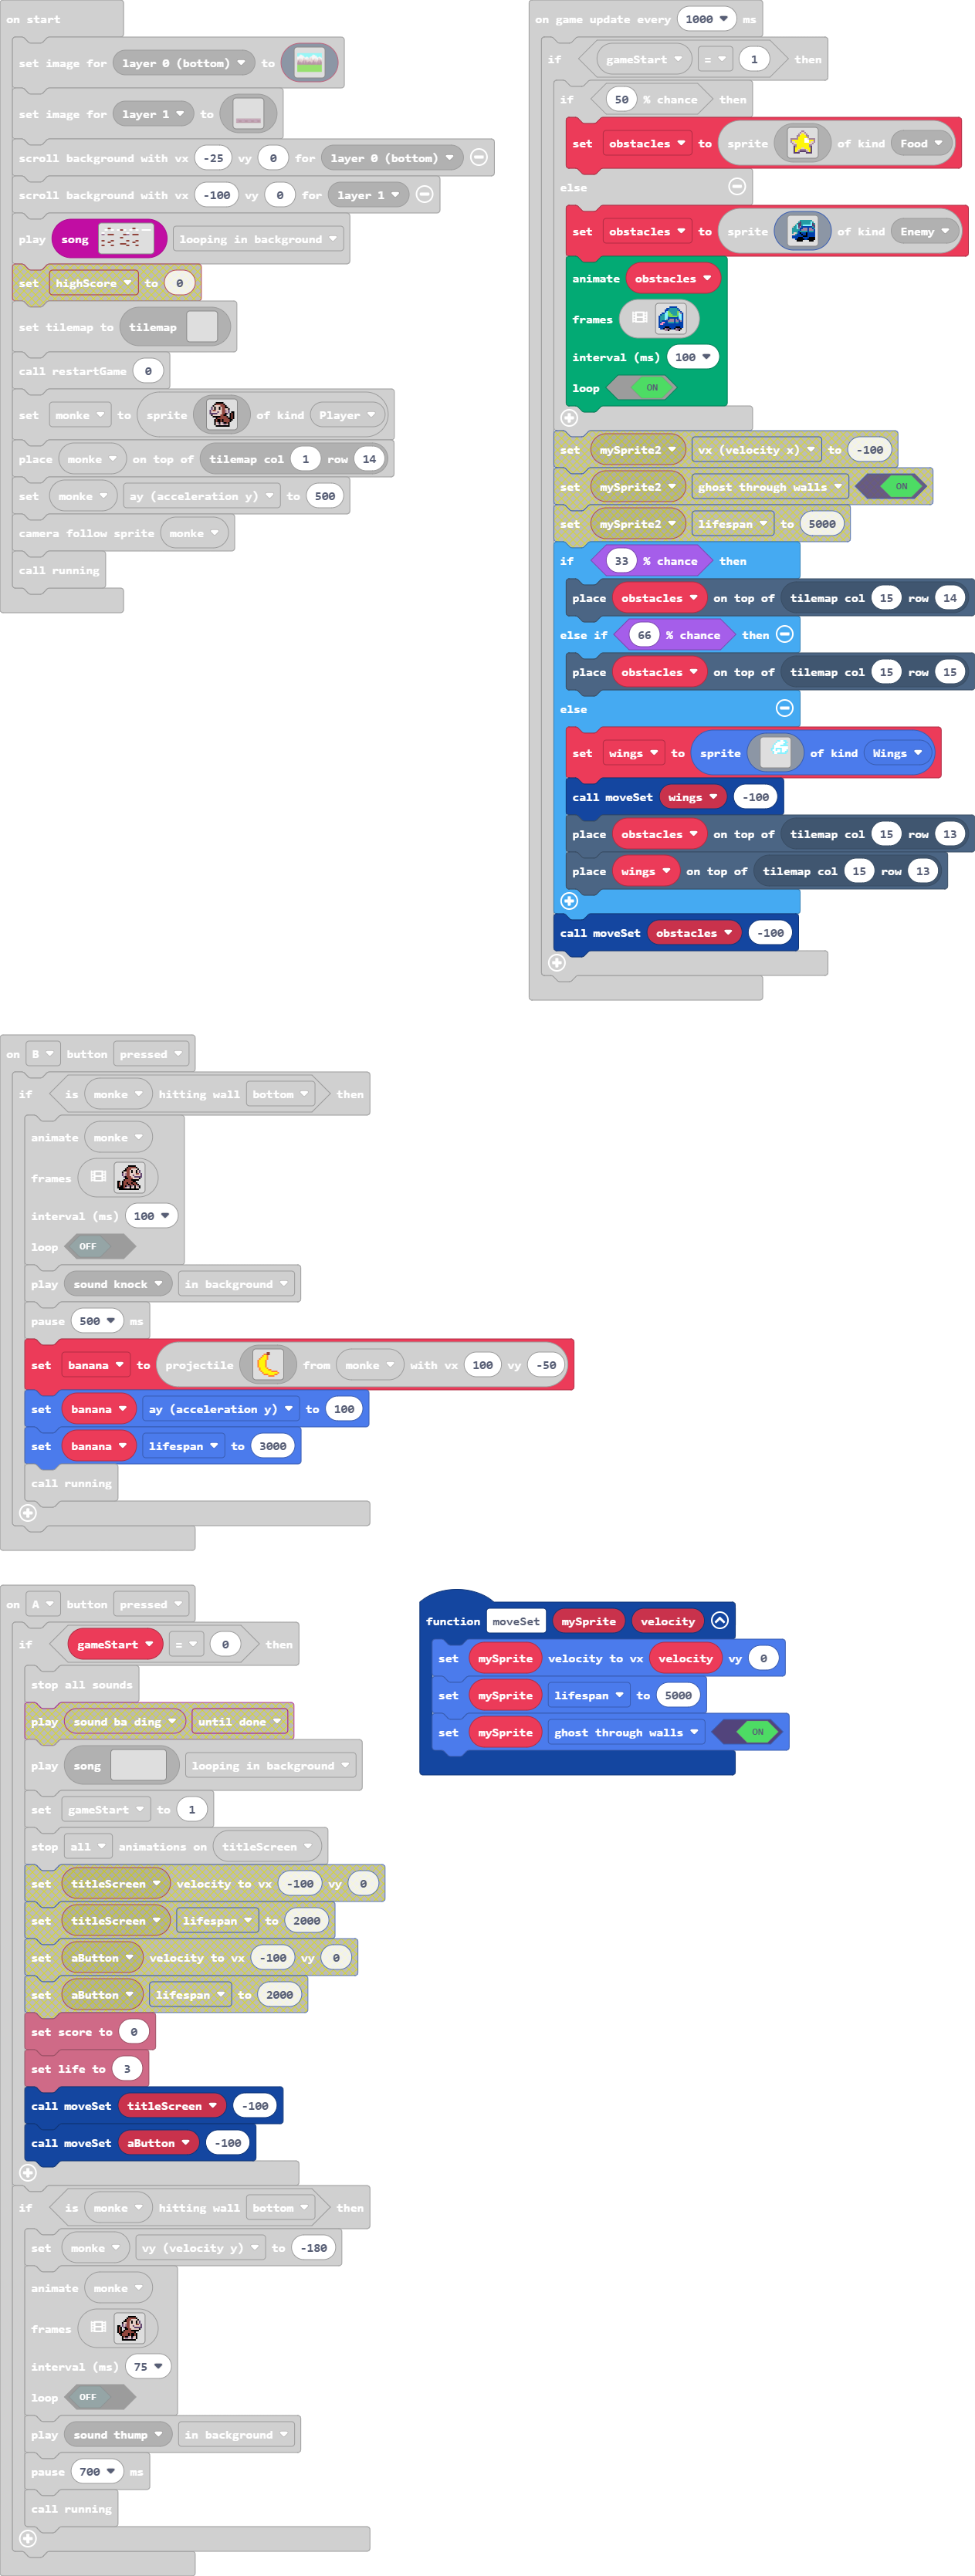 on start
set image for layer 0 (bottom) to
set image for layer 1 to
scroll background with vx -25 vy 0 for layer 0 (bottom)
scroll background with vx -100 vy 0 for layer 1
play song looping in background
set highScore to 0
set tilemap to tilemap
call restartGame 0
set monke to sprite of kind Player
place monke on top of tilemap col 1 row 14
set monke ay (acceleration y) to 500
camera follow sprite monke
call running
on game update every 1000 ms
if gameStart = 1 then
if 50 % chance then
set obstacles to sprite of kind Food
else
set obstacles to sprite of kind Enemy
animate obstacles
frames
interval (ms) 100
loop ON
set mySprite2 vx (velocity x) to -100
set mySprite2 ghost through walls ON
set mySprite2 lifespan to 5000
if 33 % chance then
place obstacles on top of tilemap col 15 row 14
else if 66 % chance then
place obstacles on top of tilemap col 15 row 15
else
set wings to sprite of kind Wings
call moveSet wings -100
place obstacles on top of tilemap col 15 row 13
place wings on top of tilemap col 15 row 13
call moveSet obstacles -100
on B button pressed
if is monke hitting wall bottom then
animate monke
frames
interval (ms) 100
loop OFF
play sound knock in background
pause 500 ms
set banana to projectile from monke with vx 100 vy -50
set banana ay (acceleration y) to 100
set banana lifespan to 3000
call running
on A button pressed
if gameStart = 0 then
stop all sounds
play sound ba ding until done
play song looping in background
set gameStart to 1
stop all animations on titleScreen
set titleScreen velocity to vx -100 vy 0
set titleScreen lifespan to 2000
set aButton velocity to vx -100 vy 0
set aButton lifespan to 2000
set score to 0
set life to 3
call moveSet titleScreen -100
call moveSet aButton -100
if is monke hitting wall bottom then
set monke vy (velocity y) to -180
animate monke
frames
interval (ms) 75
loop OFF
play sound thump in background
pause 700 ms
call running
function moveSet mySprite velocity
set mySprite velocity to vx velocity vy 0
set mySprite lifespan to 5000
set mySprite ghost through walls ON